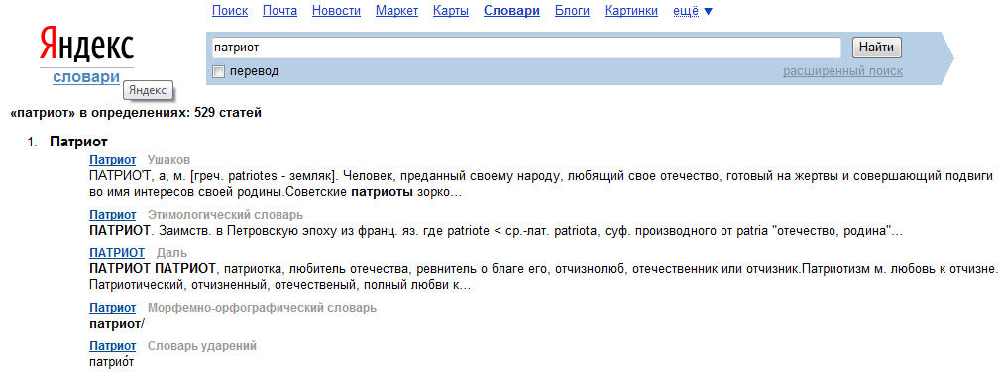 Поиск Почта Новости Маркет Карты Словари Блоги Картинки ещё ▼
Яндекс
словари
патриот
Найти
перевод
расширенный поиск
Яндекс
«патриот» в определениях: 529 статей
1. Патриот
Патриот Ушаков
ПАТРИО'Т, а, м. [греч. patriotes - земляк]. Человек, преданный своему народу, любящий свое отечество, готовый на жертвы и совершающий подвиги
во имя интересов своей родины.Советские патриоты зорко...
Патриот Этимологический словарь
ПАТРИОТ. Заимств. в Петровскую эпоху из франц. яз. где patriote < ср.-лат. patriota, суф. производного от patria "отечество, родина"...
ПАТРИОТ Даль
ПАТРИОТ ПАТРИОТ, патриотка, любитель отечества, ревнитель о благе его, отчизнолюб, отечественник или отчизник.Патриотизм м. любовь к отчизне.
Патриотический, отчизненный, отечественый, полный любви к...
Патриот Морфемно-орфографический словарь
патриот/
Патриот Словарь ударений
патрио́т